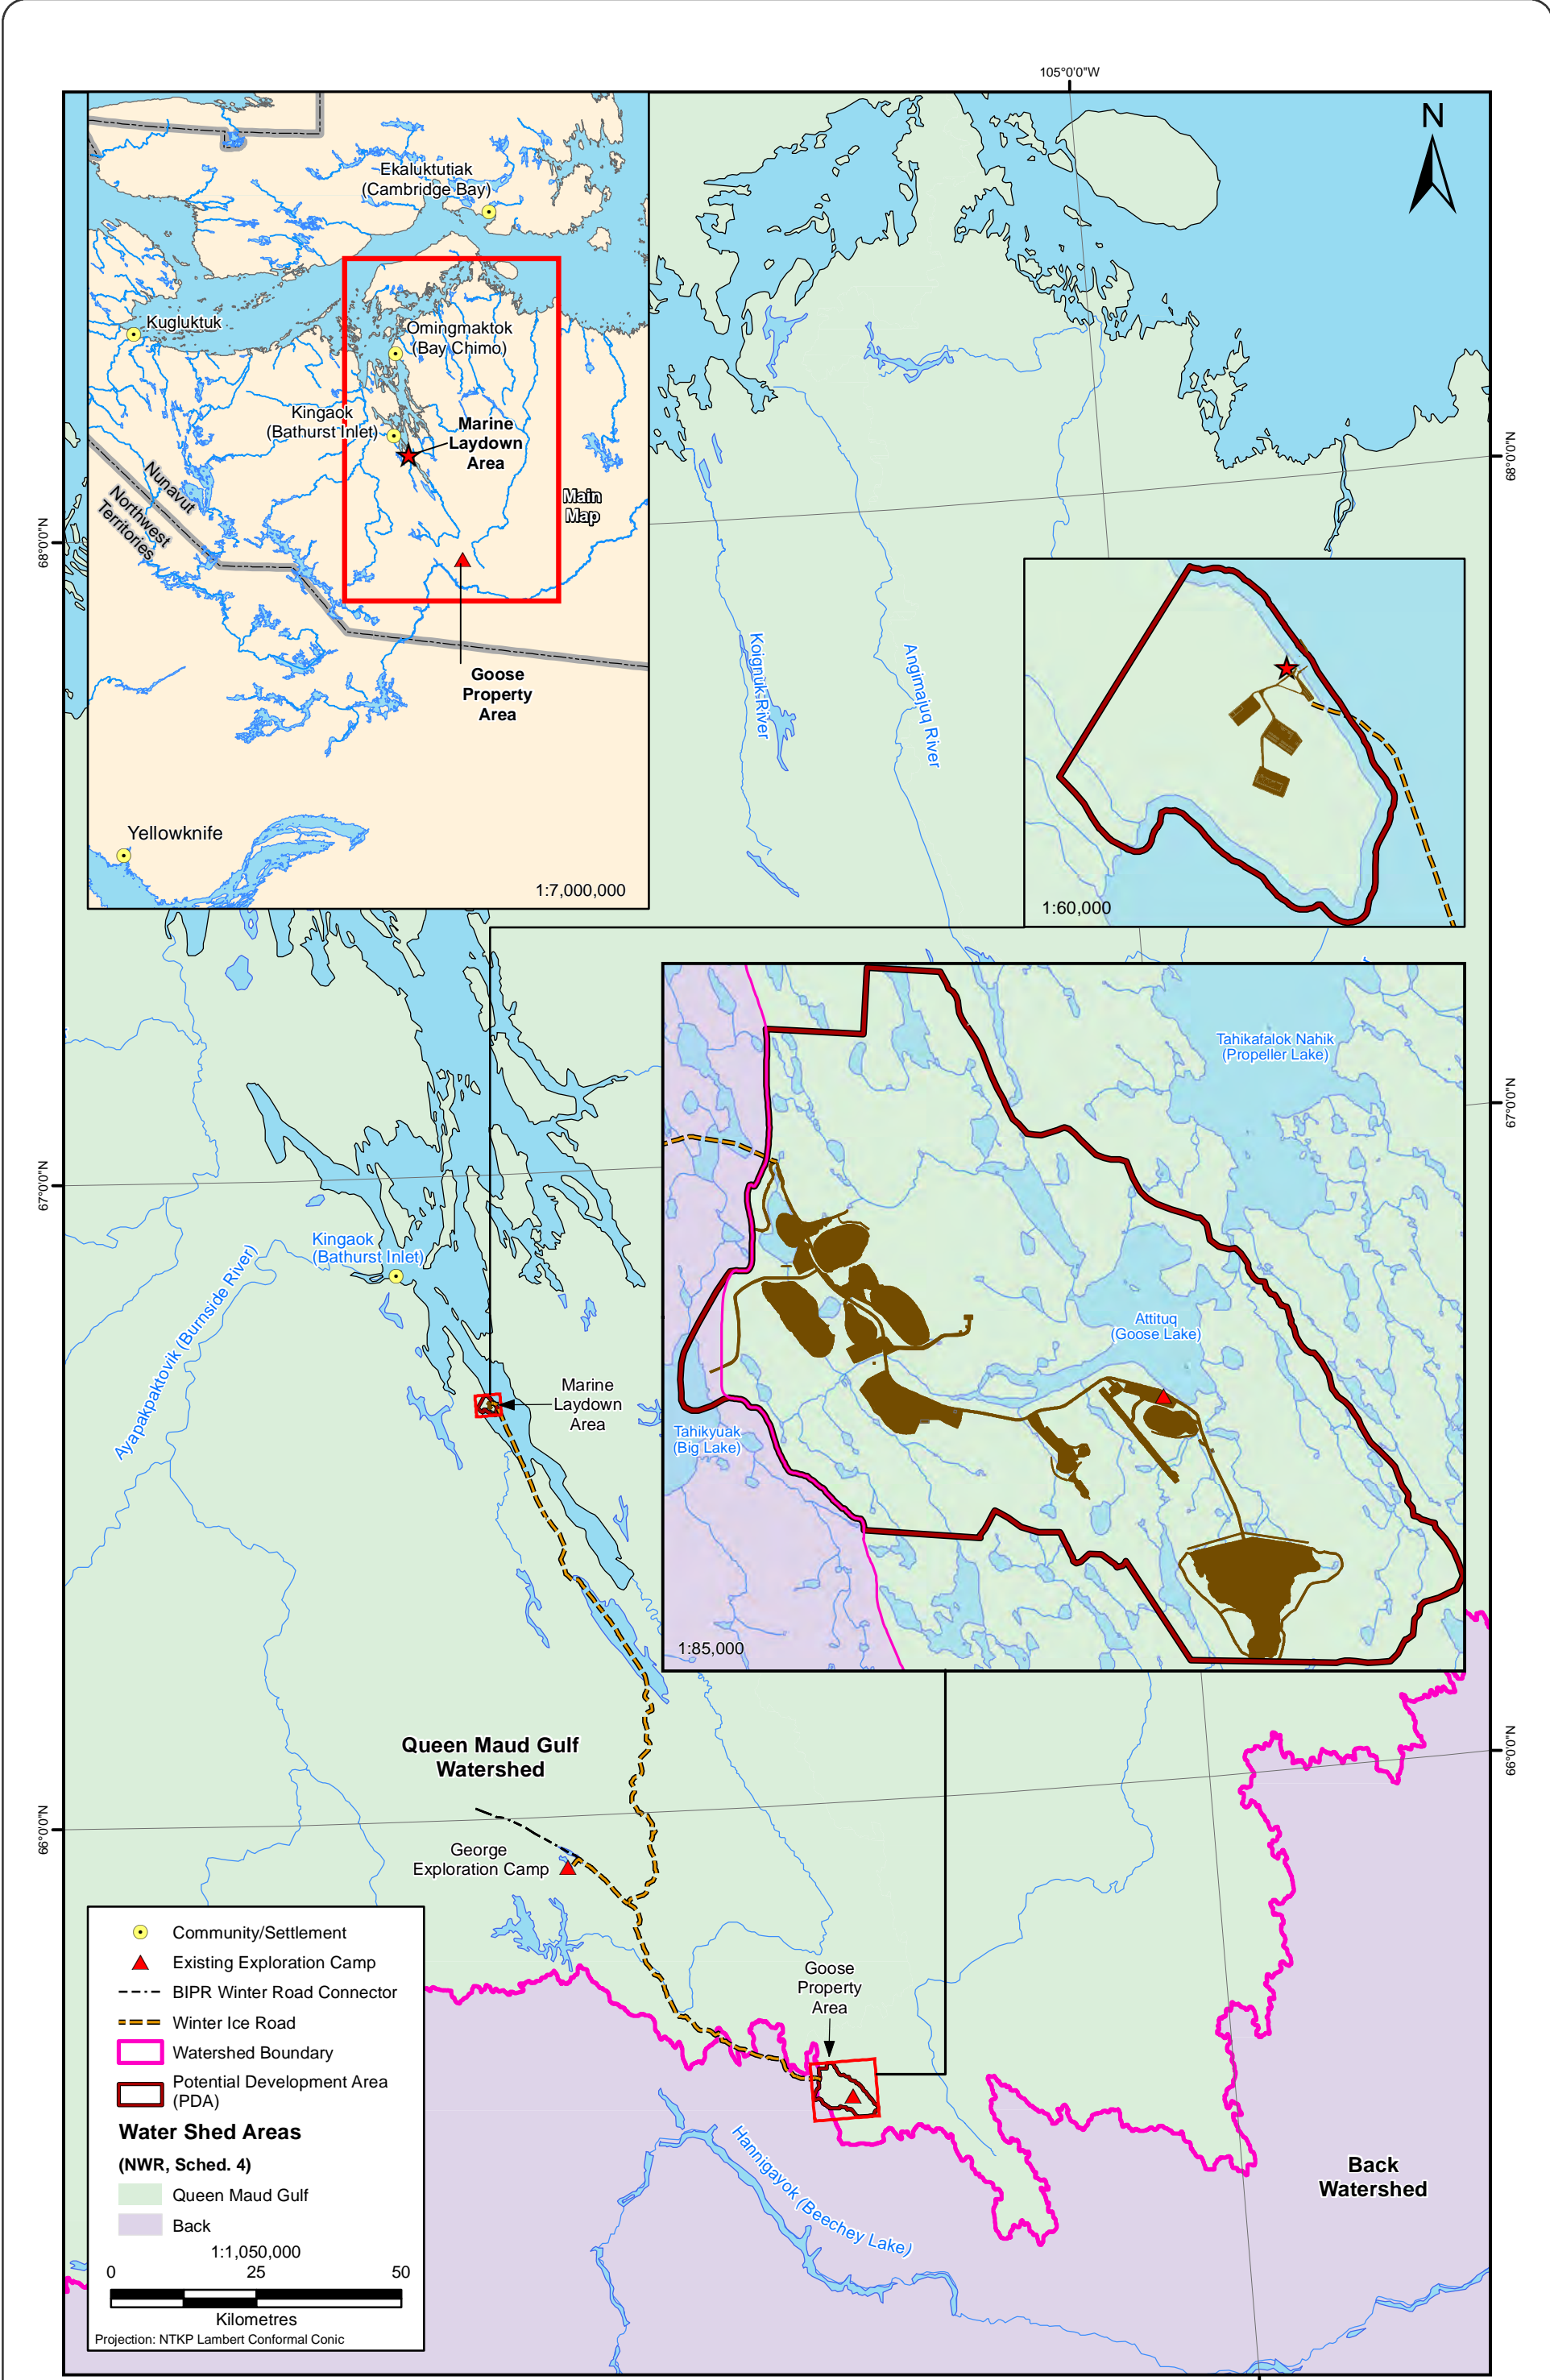 105°0'0"W
N
Ekaluktutiak
(Cambridge Bay)
Kugluktuk
Omingmaktok
(Bay Chimo)
Kingaok
(Bathurst Inlet)
Marine
Laydown
Area
Main
Map
Nunavut
Northwest
Territories
Goose
Property
Area
Yellowknife
1:7,000,000
68°0'0"N
68°0'0"N
Koignuk River
Angimajuq River
1:60,000
Tahikafalok Nahik
(Propeller Lake)
67°0'0"N
67°0'0"N
Kingaok
(Bathurst Inlet)
Ayapakpaktovik (Burnside River)
Attituq
(Goose Lake)
Marine
Laydown
Area
Tahikyuak
(Big Lake)
1:85,000
Queen Maud Gulf
Watershed
66°0'0"N
66°0'0"N
George
Exploration Camp
Goose
Property
Area
Hannigayok (Beechey Lake)
Back
Watershed
Community/Settlement
Existing Exploration Camp
BIPR Winter Road Connector
Winter Ice Road
Watershed Boundary
Potential Development Area
(PDA)
Water Shed Areas
(NWR, Sched. 4)
Queen Maud Gulf
Back
1:1,050,000
0 25 50
Kilometres
Projection: NTKP Lambert Conformal Conic